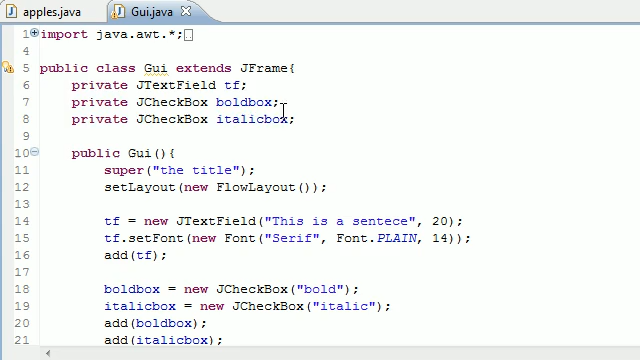 apples.java Gui.java
1 import java.awt.*;
4
5 public class Gui extends JFrame{
6 private JTextField tf;
7 private JCheckBox boldbox;
8 private JCheckBox italicbox;
9
10 public Gui(){
11 super("the title");
12 setLayout(new FlowLayout());
13
14 tf = new JTextField("This is a sentece", 20);
15 tf.setFont(new Font("Serif", Font.PLAIN, 14));
16 add(tf);
17
18 boldbox = new JCheckBox("bold");
19 italicbox = new JCheckBox("italic");
20 add(boldbox);
21 add(italicbox);